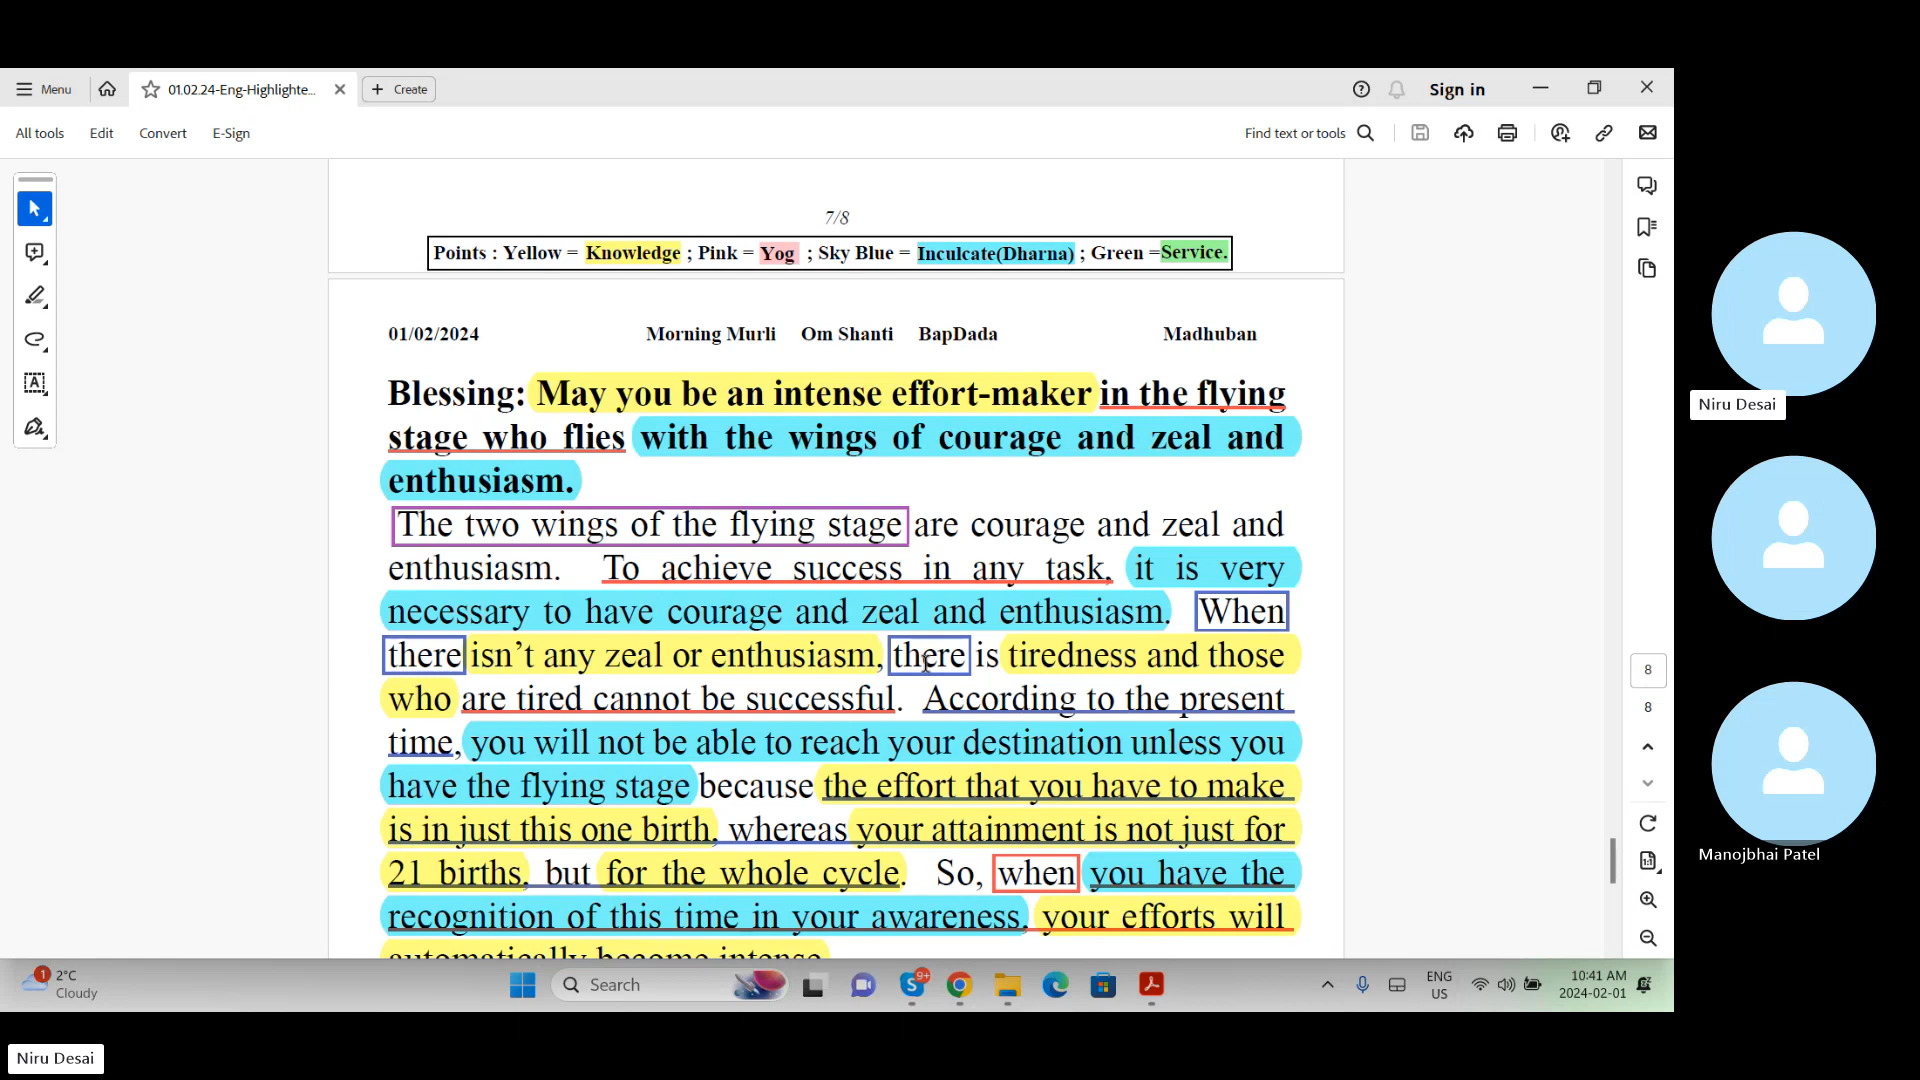 Menu
01.02.24-Eng-Highlighte...
Create
Sign in
All tools
Edit
Convert
E-Sign
Find text or tools
7/8
Points : Yellow = Knowledge ; Pink = Yog ; Sky Blue = Inculcate(Dharna) ; Green =Service.
01/02/2024 Morning Murli Om Shanti BapDada Madhuban
Blessing: May you be an intense effort-maker in the flying
stage who flies with the wings of courage and zeal and
enthusiasm.
The two wings of the flying stage are courage and zeal and
enthusiasm. To achieve success in any task, it is very
necessary to have courage and zeal and enthusiasm. When
there isn’t any zeal or enthusiasm, there is tiredness and those
who are tired cannot be successful. According to the present
time, you will not be able to reach your destination unless you
have the flying stage because the effort that you have to make
is in just this one birth, whereas your attainment is not just for
21 births, but for the whole cycle. So, when you have the
recognition of this time in your awareness, your efforts will
automatically become intense.
8
8
Niru Desai
Manojbhai Patel
1
2°C
Cloudy
Search
9+
ENG
US
10:41 AM
2024-02-01
Niru Desai